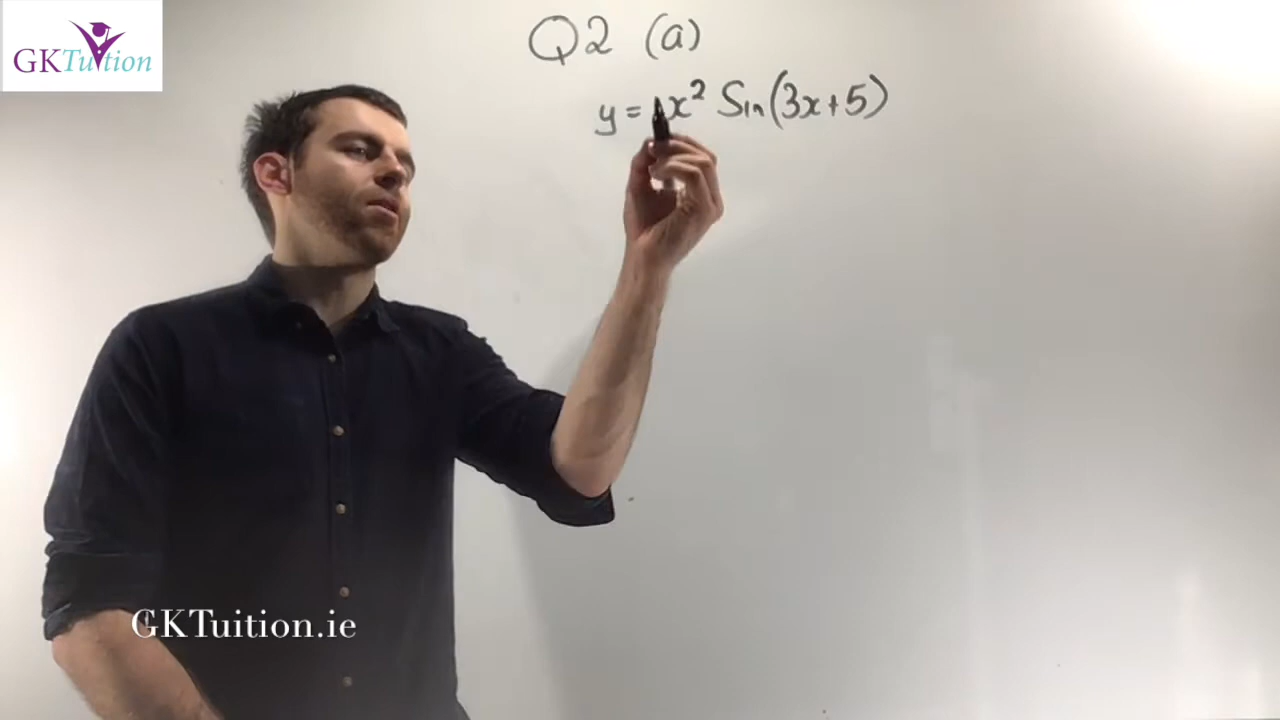 GKTuition
Q2 (a)
y = x² Sin(3x+5)
GKTuition.ie